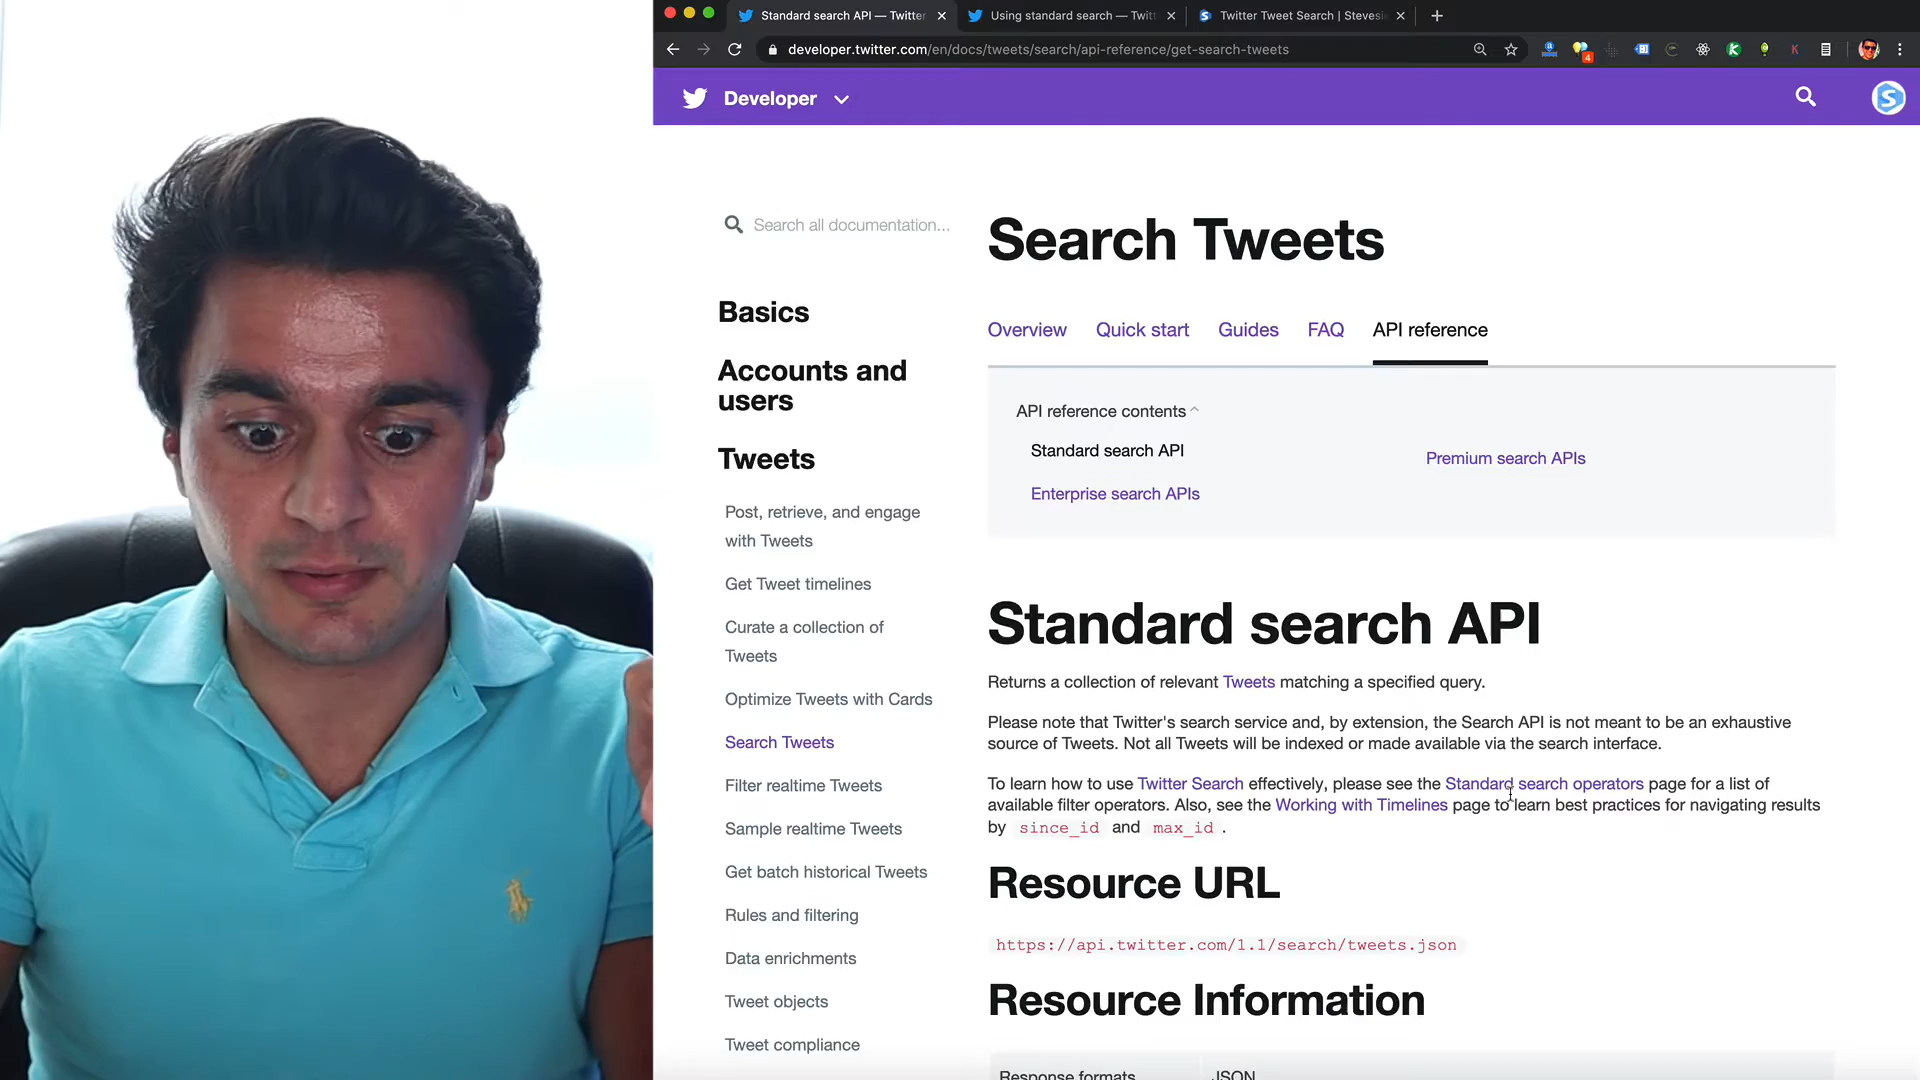 Standard search API — Twitter
Using standard search — Twitt
Twitter Tweet Search | Stevesi
developer.twitter.com/en/docs/tweets/search/api-reference/get-search-tweets
4
Developer
Search all documentation...
Basics
Accounts and
users
Tweets
Post, retrieve, and engage
with Tweets
Get Tweet timelines
Curate a collection of
Tweets
Optimize Tweets with Cards
Search Tweets
Filter realtime Tweets
Sample realtime Tweets
Get batch historical Tweets
Rules and filtering
Data enrichments
Tweet objects
Tweet compliance
Search Tweets
Overview Quick start Guides FAQ API reference
API reference contents
Standard search API
Premium search APIs
Enterprise search APIs
Standard search API
Returns a collection of relevant Tweets matching a specified query.
Please note that Twitter's search service and, by extension, the Search API is not meant to be an exhaustive
source of Tweets. Not all Tweets will be indexed or made available via the search interface.
To learn how to use Twitter Search effectively, please see the Standard search operators page for a list of
available filter operators. Also, see the Working with Timelines page to learn best practices for navigating results
by since_id and max_id .
Resource URL
https://api.twitter.com/1.1/search/tweets.json
Resource Information
Response formats JSON